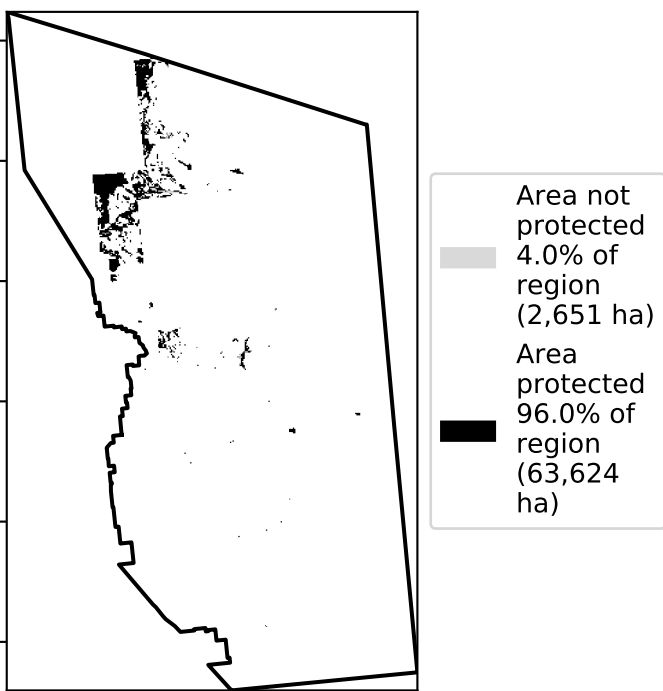 Area not
protected
4.0% of
region
(2,651 ha)
Area
protected
96.0% of
region
(63,624
ha)